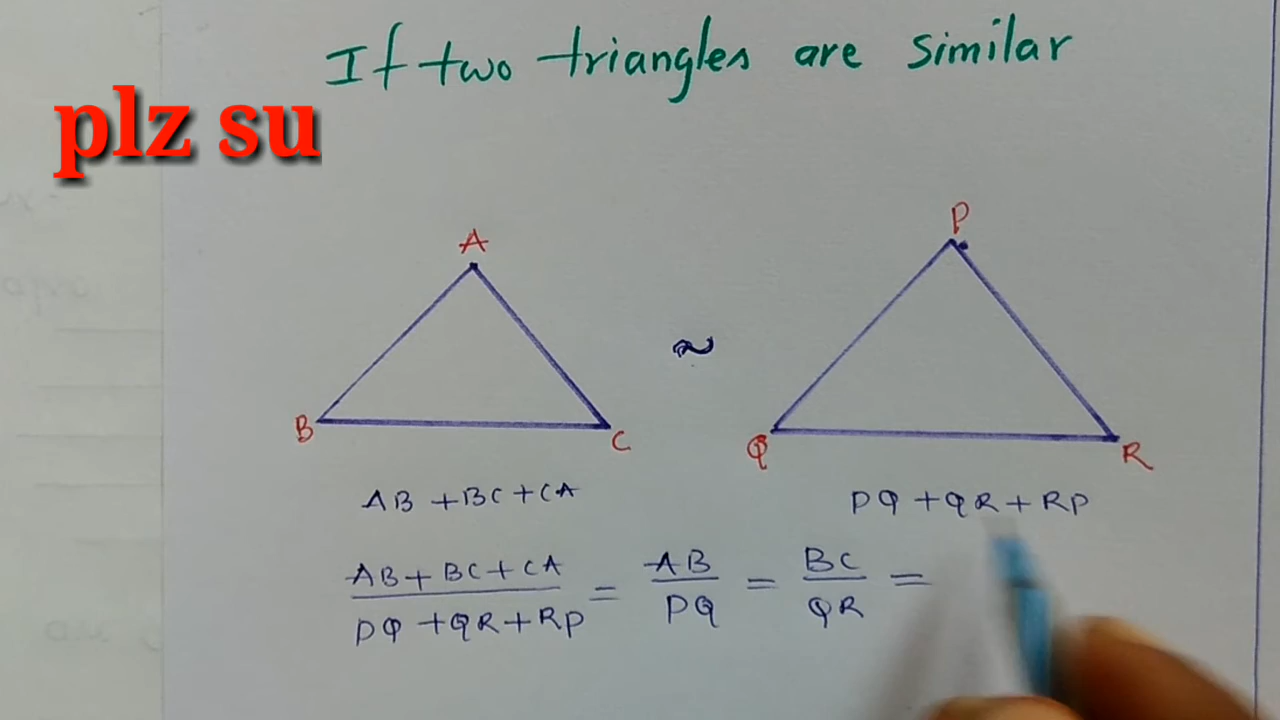 If two triangles are similar
plz su
A
P
~
B
C
Q
R
AB + BC + CA
PQ + QR + RP
AB + BC + CA / PQ + QR + RP = AB / PQ = BC / QR =